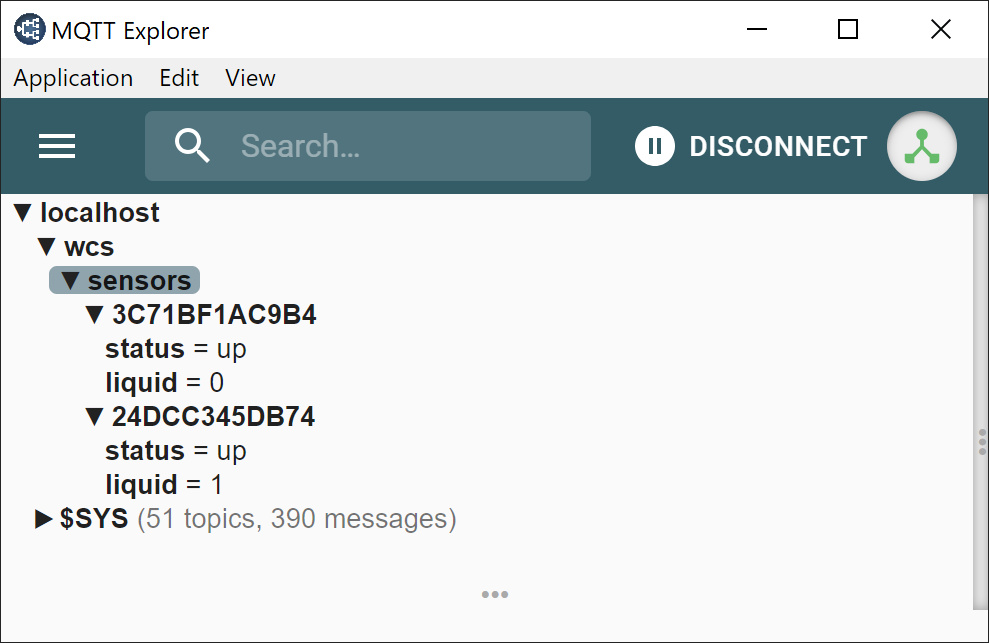 MQTT Explorer
Application Edit View
Search... DISCONNECT
▼ localhost
▼ wcs
▼ sensors
▼ 3C71BF1AC9B4
status = up
liquid = 0
▼ 24DCC345DB74
status = up
liquid = 1
▶ $SYS (51 topics, 390 messages)